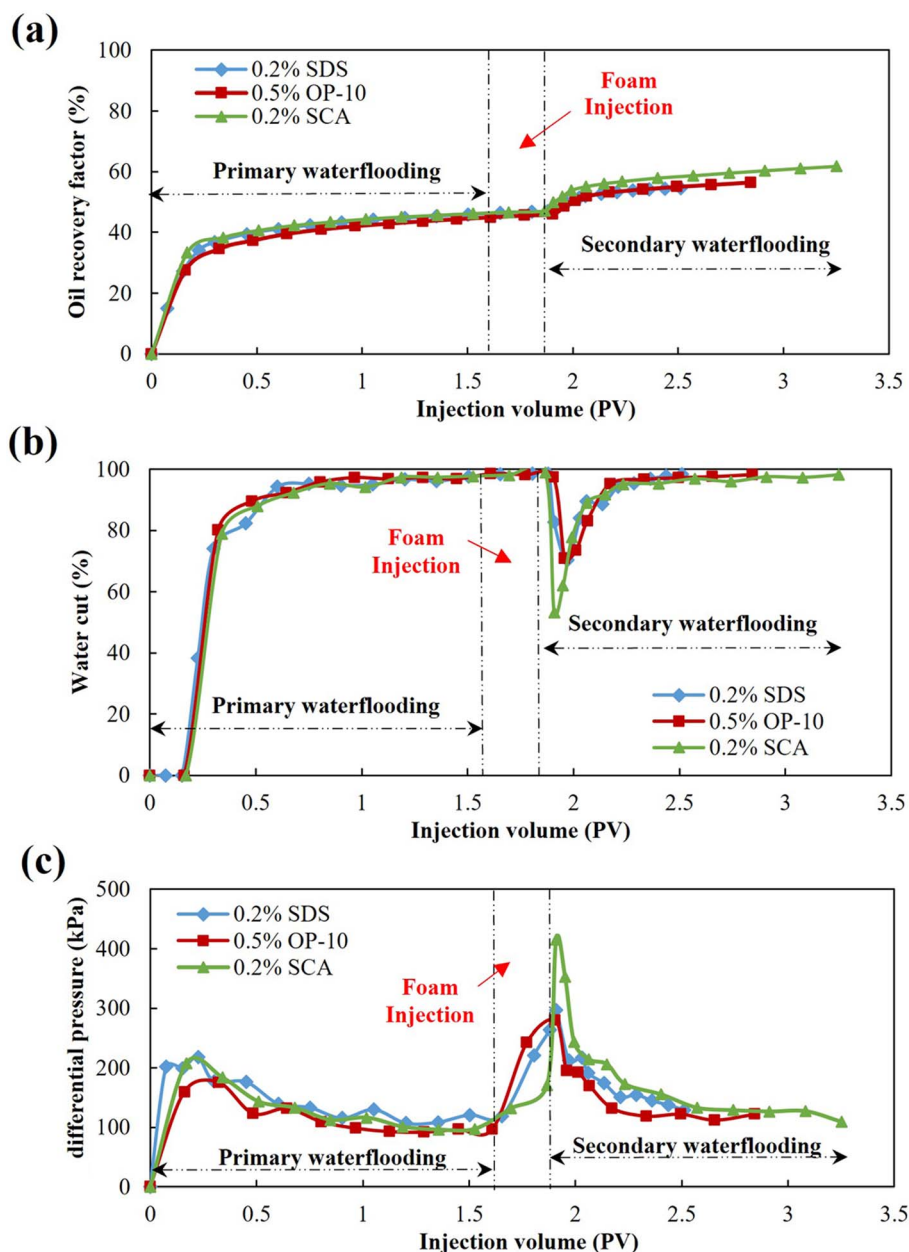 (a)
100
80
60
40
20
0
Oil recovery factor (%)
0.2% SDS
0.5% OP-10
0.2% SCA
Foam
Injection
Primary waterflooding
Secondary waterflooding
0 0.5 1 1.5 2 2.5 3 3.5
Injection volume (PV)
(b)
100
80
60
40
20
0
Water cut (%)
Foam
Injection
Secondary waterflooding
Primary waterflooding
0.2% SDS
0.5% OP-10
0.2% SCA
0 0.5 1 1.5 2 2.5 3 3.5
Injection volume (PV)
(c)
500
400
300
200
100
0
differential pressure (kPa)
0.2% SDS
0.5% OP-10
0.2% SCA
Foam
Injection
Primary waterflooding
Secondary waterflooding
0 0.5 1 1.5 2 2.5 3 3.5
Injection volume (PV)